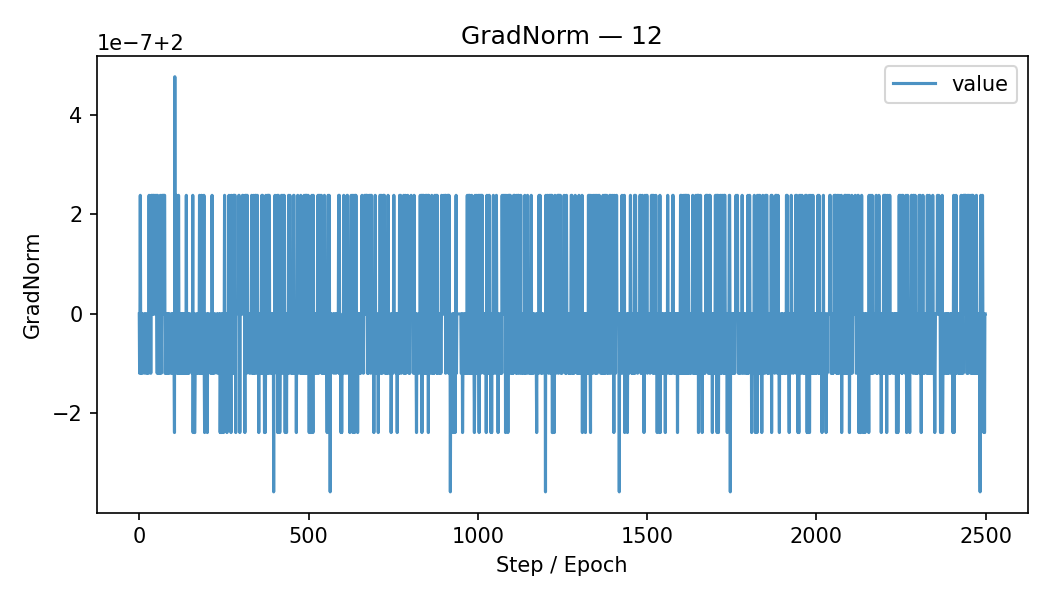 GradNorm — 12
1e−7+2
value
4
2
0
−2
GradNorm
0 500 1000 1500 2000 2500
Step / Epoch